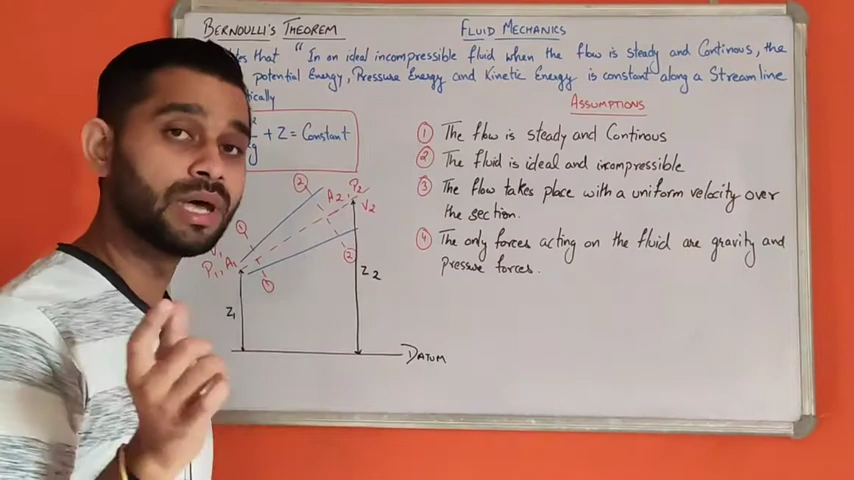 BERNOULLI'S THEOREM
FLUID MECHANICS
that "In an ideal incompressible fluid when the flow is steady and Continous, the
potential Energy, Pressure Energy and Kinetic Energy is constant along a Streamline
+ Z = Constant
ASSUMPTIONS
① The flow is steady and Continous
② The fluid is ideal and incompressible
③ The flow takes place with a uniform velocity over
the section.
④ The only forces acting on the fluid are gravity and
Pressure forces.
2
A2, P2
V2
1
P1, A1
V1
1
2
Z1
Z2
DATUM